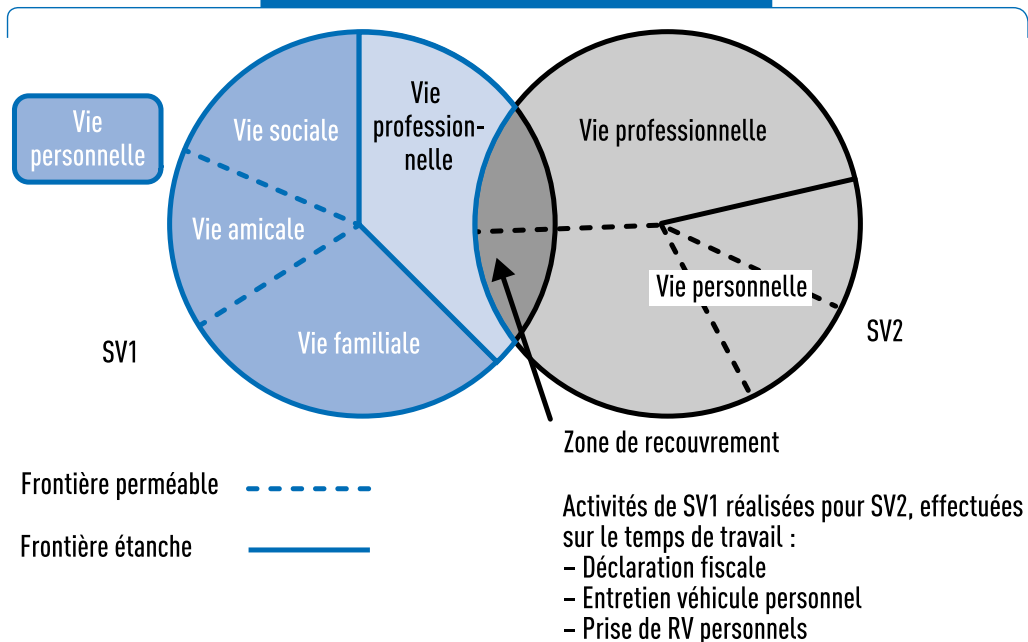 Vie
personnelle
Vie sociale
Vie
profession-
nelle
Vie professionnelle
Vie amicale
Vie familiale
Vie personnelle
SV1
SV2
Zone de recouvrement
Frontière perméable
Frontière étanche
Activités de SV1 réalisées pour SV2, effectuées
sur le temps de travail :
– Déclaration fiscale
– Entretien véhicule personnel
– Prise de RV personnels